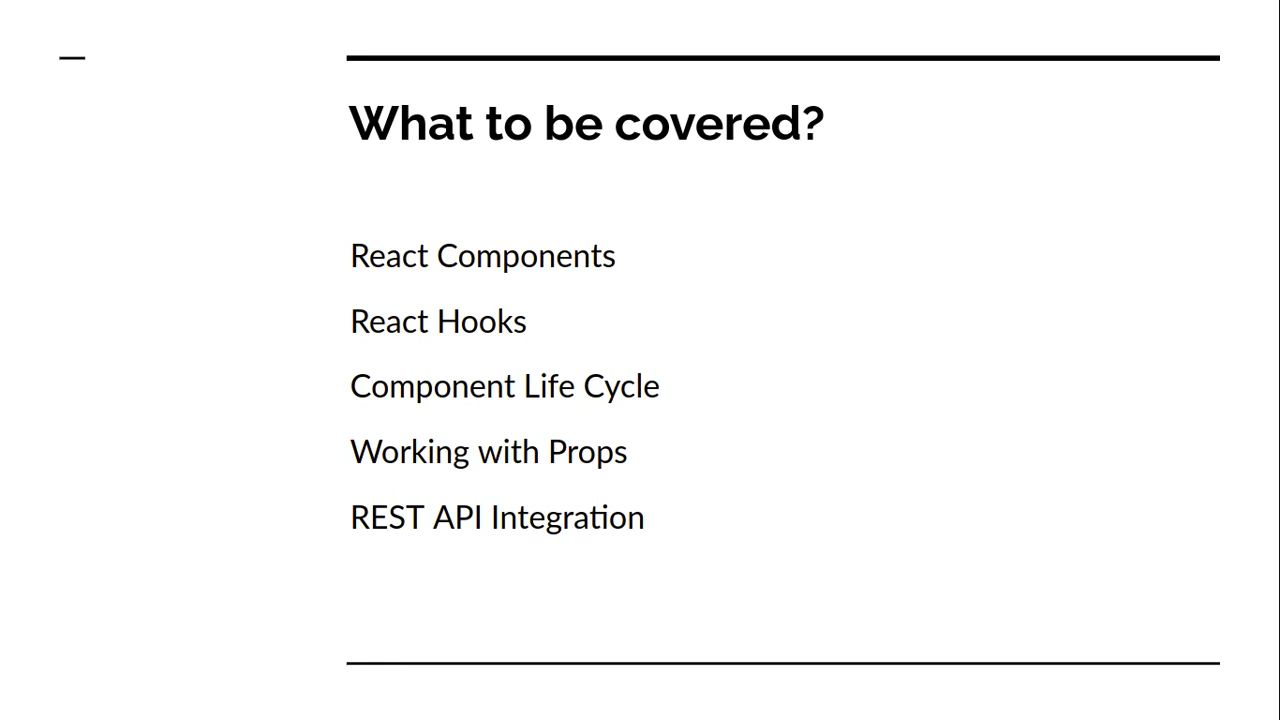 What to be covered?
React Components
React Hooks
Component Life Cycle
Working with Props
REST API Integration